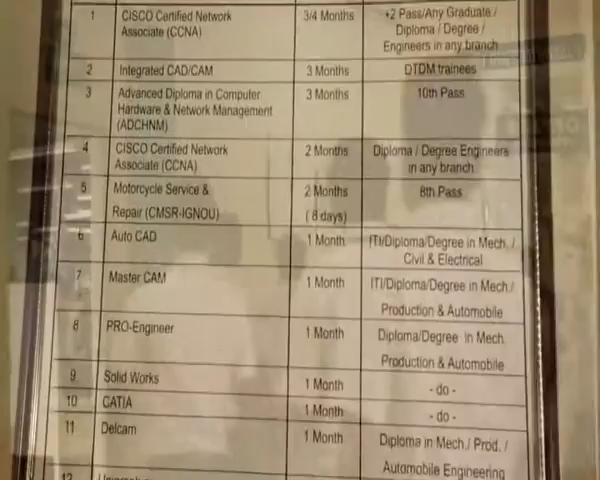 1 CISCO Certified Network Associate (CCNA) 3/4 Months +2 Pass/Any Graduate / Diploma / Degree / Engineers in any branch
2 Integrated CAD/CAM 3 Months DTDM trainees
3 Advanced Diploma in Computer Hardware & Network Management (ADCHNM) 3 Months 10th Pass
4 CISCO Certified Network Associate (CCNA) 2 Months Diploma / Degree Engineers in any branch
5 Motorcycle Service & Repair (CMSR-IGNOU) 2 Months ( 8 days) 8th Pass
6 Auto CAD 1 Month ITI/Diploma/Degree in Mech. / Civil & Electrical
7 Master CAM 1 Month ITI/Diploma/Degree in Mech./ Production & Automobile
8 PRO-Engineer 1 Month Diploma/Degree in Mech. Production & Automobile
9 Solid Works 1 Month - do -
10 CATIA 1 Month - do -
11 Delcam 1 Month Diploma in Mech./ Prod. / Automobile Engineering
12